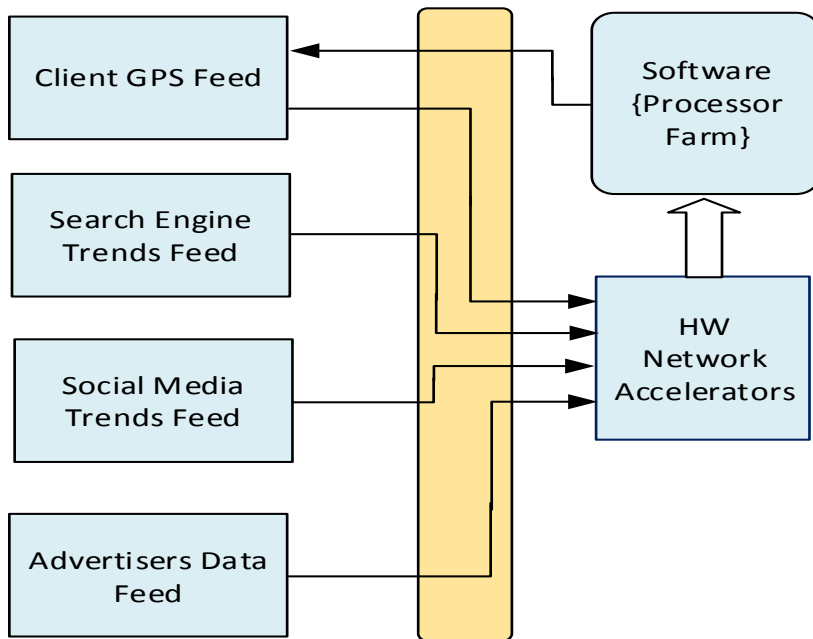 Client GPS Feed
Search Engine
Trends Feed
Social Media
Trends Feed
Advertisers Data
Feed
Software
{Processor
Farm}
HW
Network
Accelerators